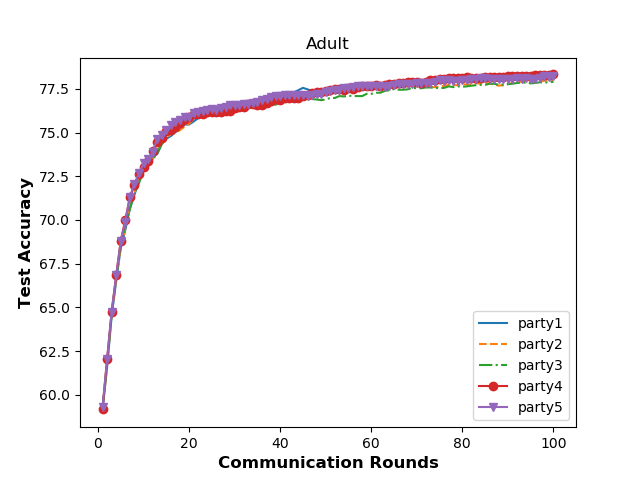 Adult
Test Accuracy
77.5
75.0
72.5
70.0
67.5
65.0
62.5
60.0
0 20 40 60 80 100
Communication Rounds
party1
party2
party3
party4
party5